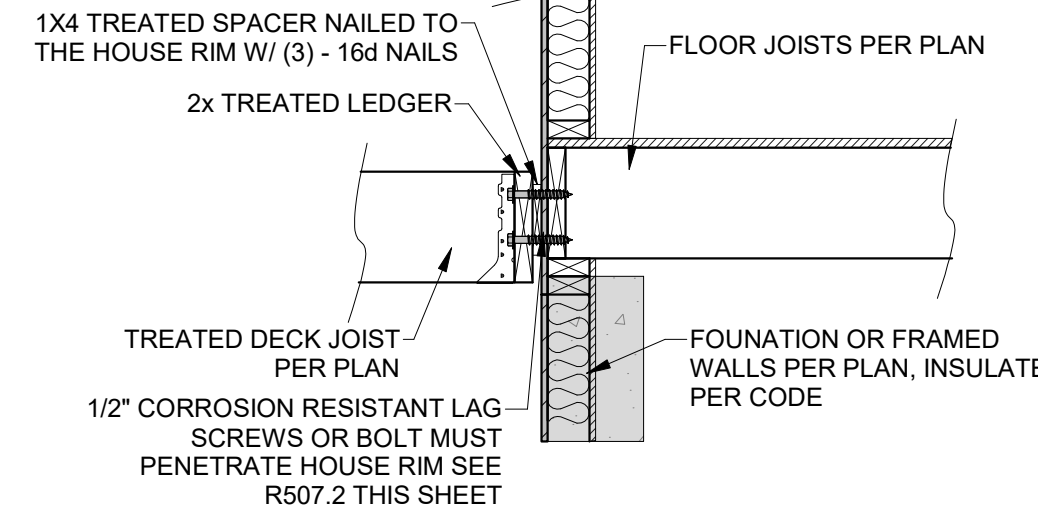 1X4 TREATED SPACER NAILED TO
THE HOUSE RIM W/ (3) - 16d NAILS
2x TREATED LEDGER
FLOOR JOISTS PER PLAN
TREATED DECK JOIST
PER PLAN
1/2" CORROSION RESISTANT LAG
SCREWS OR BOLT MUST
PENETRATE HOUSE RIM SEE
R507.2 THIS SHEET
FOUNATION OR FRAMED
WALLS PER PLAN, INSULATE
PER CODE